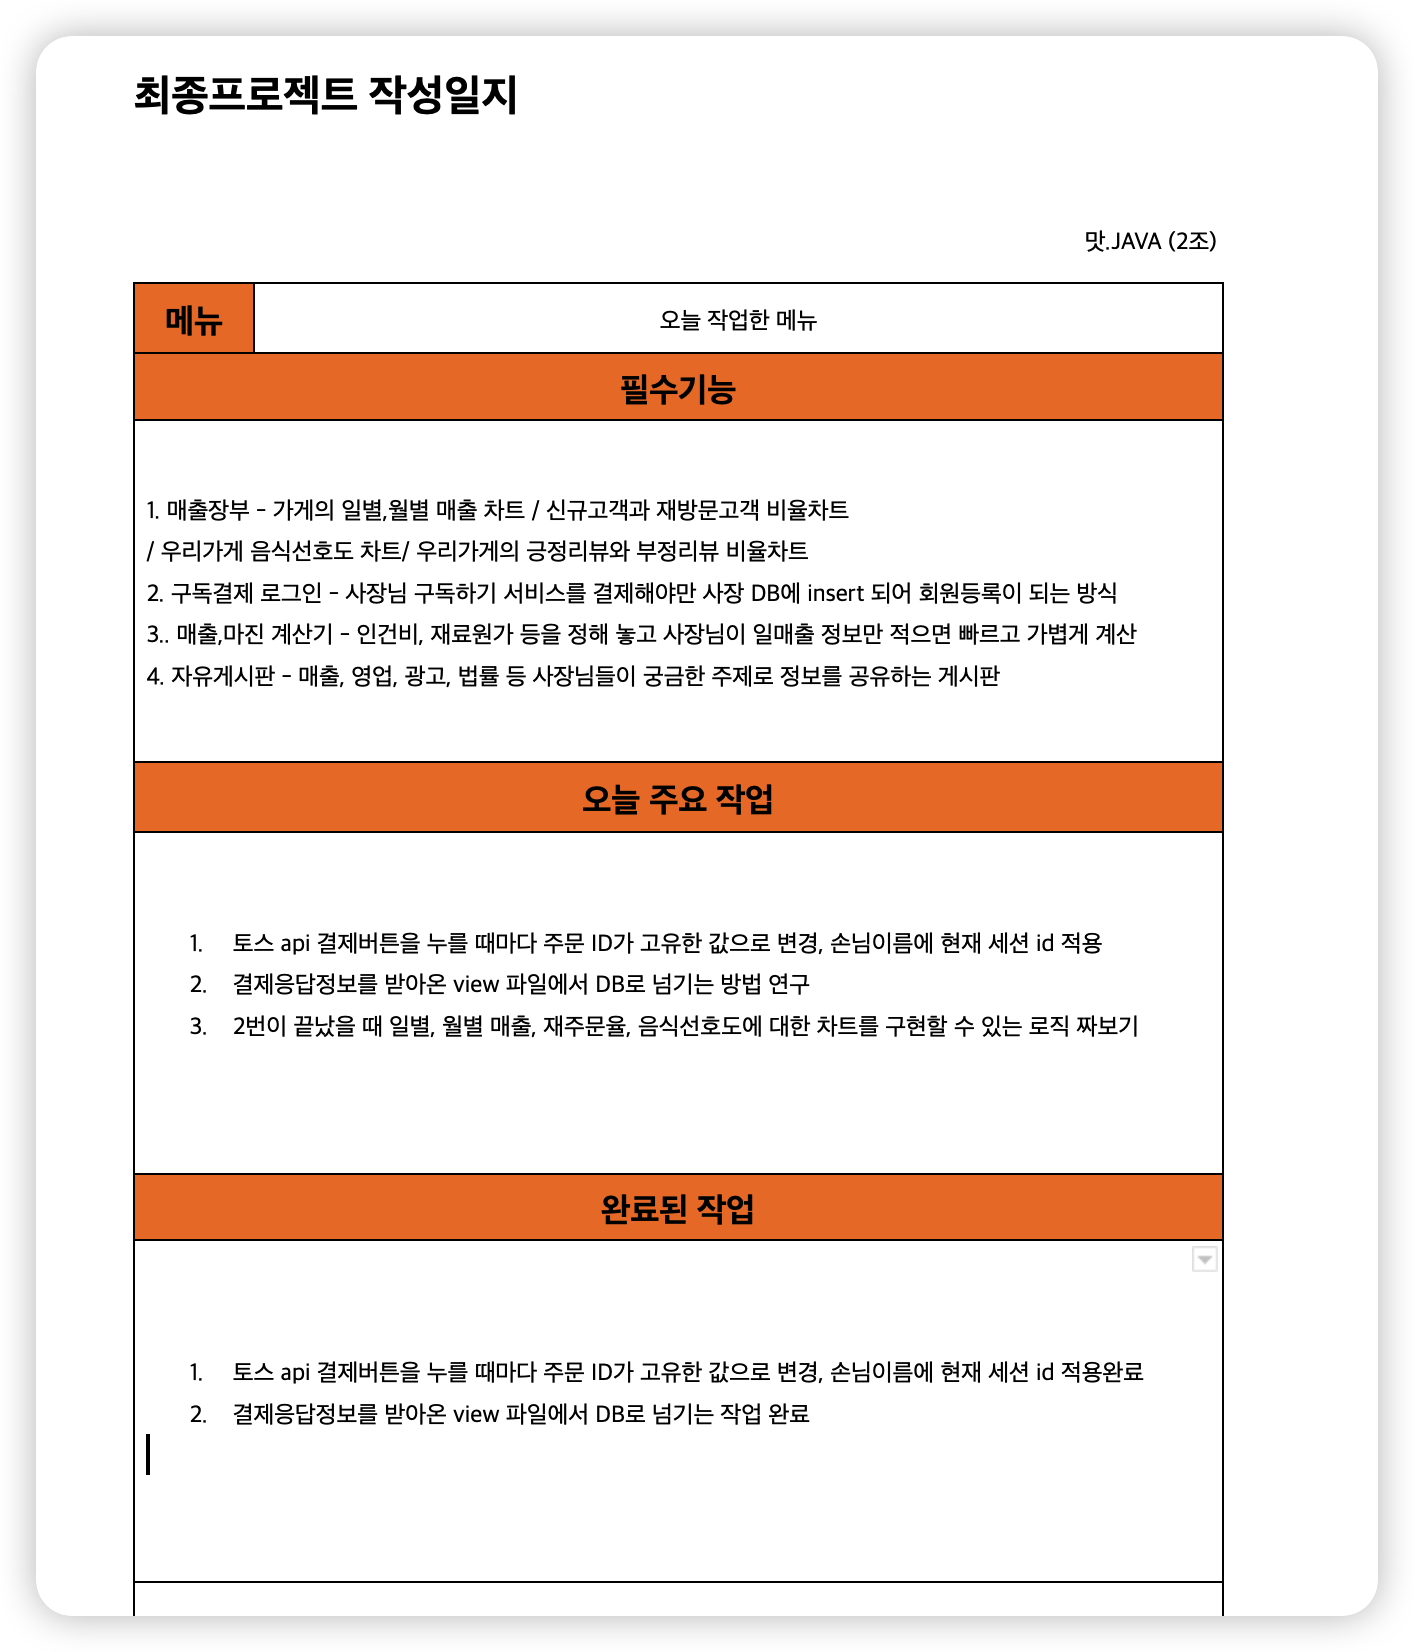 최종프로젝트 작성일지
맛.JAVA (2조)
메뉴
오늘 작업한 메뉴
필수기능
1. 매출장부 - 가게의 일별,월별 매출 차트 / 신규고객과 재방문고객 비율차트
/ 우리가게 음식선호도 차트/ 우리가게의 긍정리뷰와 부정리뷰 비율차트
2. 구독결제 로그인 - 사장님 구독하기 서비스를 결제해야만 사장 DB에 insert 되어 회원등록이 되는 방식
3.. 매출,마진 계산기 - 인건비, 재료원가 등을 정해 놓고 사장님이 일매출 정보만 적으면 빠르고 가볍게 계산
4. 자유게시판 - 매출, 영업, 광고, 법률 등 사장님들이 궁금한 주제로 정보를 공유하는 게시판
오늘 주요 작업
1. 토스 api 결제버튼을 누를 때마다 주문 ID가 고유한 값으로 변경, 손님이름에 현재 세션 id 적용
2. 결제응답정보를 받아온 view 파일에서 DB로 넘기는 방법 연구
3. 2번이 끝났을 때 일별, 월별 매출, 재주문율, 음식선호도에 대한 차트를 구현할 수 있는 로직 짜보기
완료된 작업
1. 토스 api 결제버튼을 누를 때마다 주문 ID가 고유한 값으로 변경, 손님이름에 현재 세션 id 적용완료
2. 결제응답정보를 받아온 view 파일에서 DB로 넘기는 작업 완료